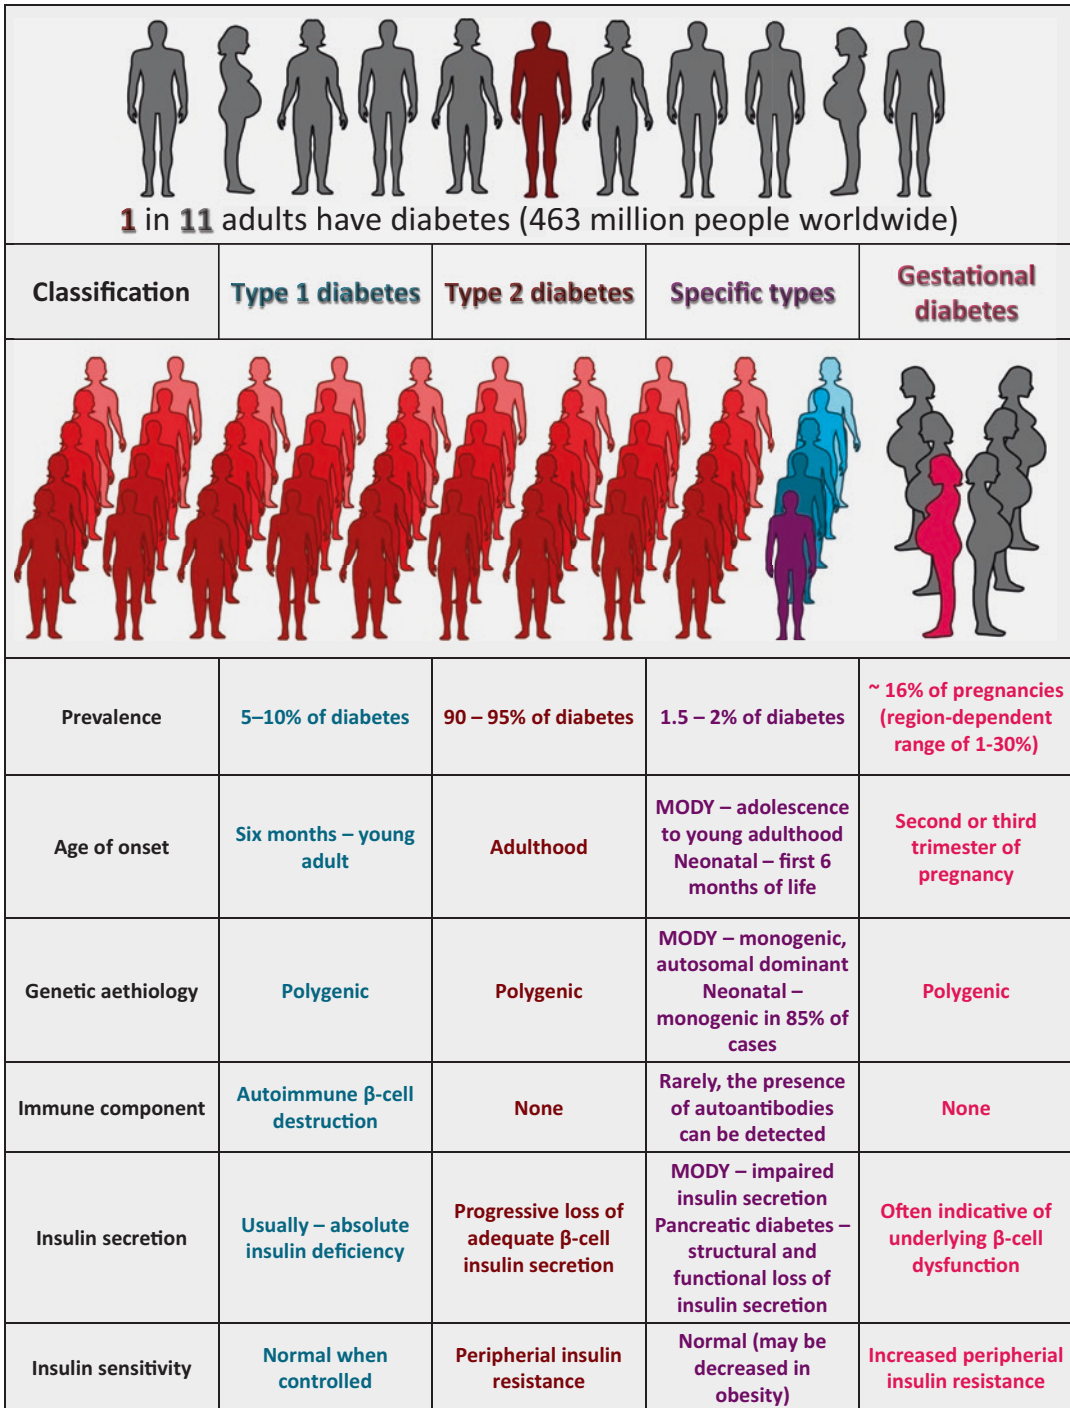 1 in 11 adults have diabetes (463 million people worldwide)
Classification
Type 1 diabetes
Type 2 diabetes
Specific types
Gestational
diabetes
Prevalence
5–10% of diabetes
90 – 95% of diabetes
1.5 – 2% of diabetes
~ 16% of pregnancies
(region-dependent
range of 1-30%)
Age of onset
Six months – young
adult
Adulthood
MODY – adolescence
to young adulthood
Neonatal – first 6
months of life
Second or third
trimester of
pregnancy
Genetic aethiology
Polygenic
Polygenic
MODY – monogenic,
autosomal dominant
Neonatal –
monogenic in 85% of
cases
Polygenic
Immune component
Autoimmune β-cell
destruction
None
Rarely, the presence
of autoantibodies
can be detected
None
Insulin secretion
Usually – absolute
insulin deficiency
Progressive loss of
adequate β-cell
insulin secretion
MODY – impaired
insulin secretion
Pancreatic diabetes –
structural and
functional loss of
insulin secretion
Often indicative of
underlying β-cell
dysfunction
Insulin sensitivity
Normal when
controlled
Peripherial insulin
resistance
Normal (may be
decreased in
obesity)
Increased peripherial
insulin resistance